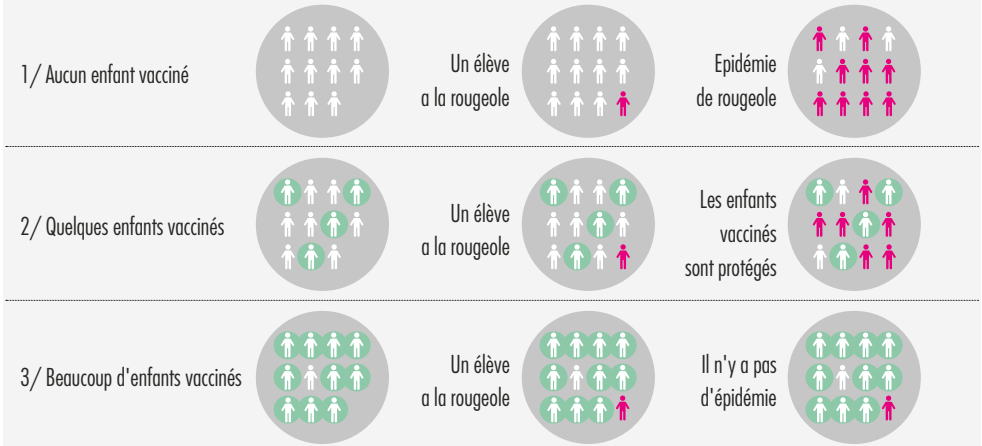 1/ Aucun enfant vacciné
Un élève
a la rougeole
Epidémie
de rougeole
2/ Quelques enfants vaccinés
Un élève
a la rougeole
Les enfants
vaccinés
sont protégés
3/ Beaucoup d'enfants vaccinés
Un élève
a la rougeole
Il n'y a pas
d'épidémie